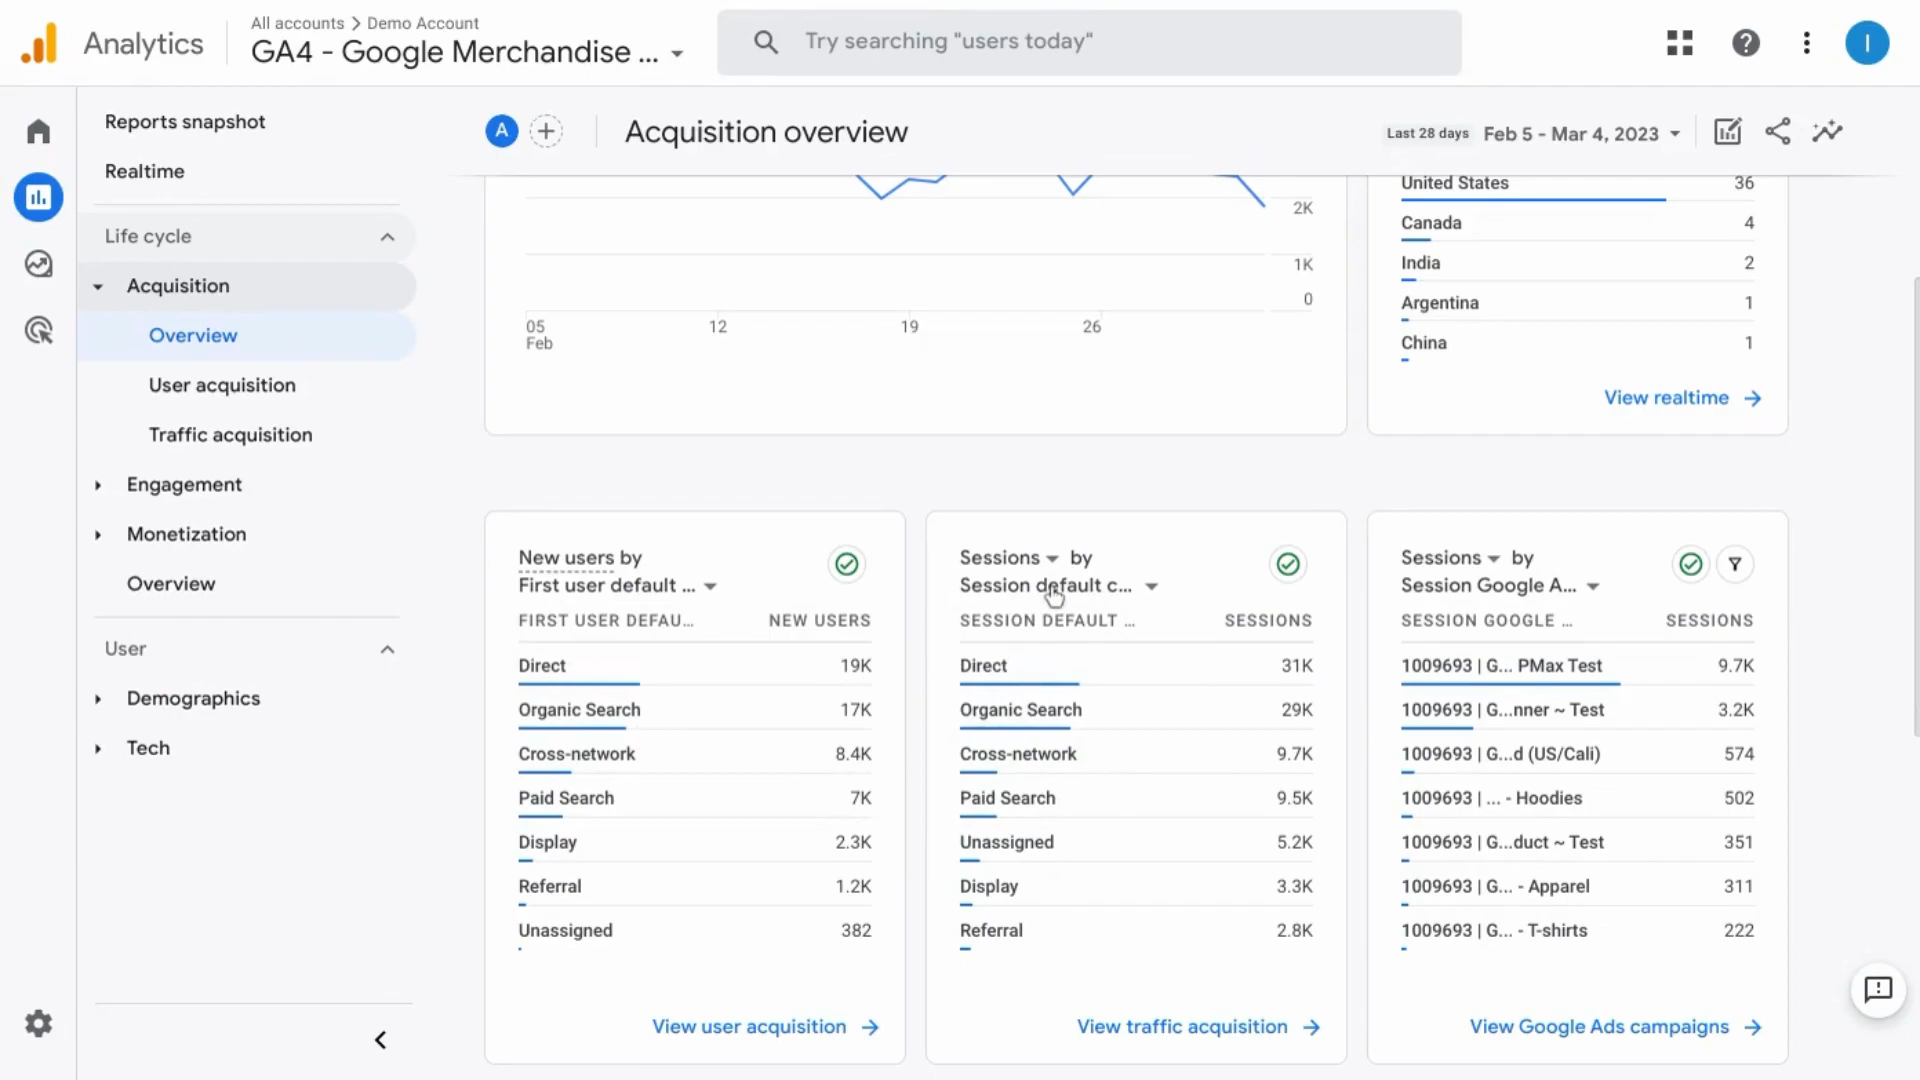 Analytics
All accounts > Demo Account
GA4 - Google Merchandise ...
Try searching "users today"
I
Reports snapshot
Realtime
Life cycle
Acquisition
Overview
User acquisition
Traffic acquisition
Engagement
Monetization
Overview
User
Demographics
Tech
A
Acquisition overview
Last 28 days Feb 5 - Mar 4, 2023
2K
1K
0
05 12 19 26
Feb
United States 36
Canada 4
India 2
Argentina 1
China 1
View realtime
New users by
First user default ...
FIRST USER DEFAU... NEW USERS
Direct 19K
Organic Search 17K
Cross-network 8.4K
Paid Search 7K
Display 2.3K
Referral 1.2K
Unassigned 382
View user acquisition
Sessions by
Session default c...
SESSION DEFAULT ... SESSIONS
Direct 31K
Organic Search 29K
Cross-network 9.7K
Paid Search 9.5K
Unassigned 5.2K
Display 3.3K
Referral 2.8K
View traffic acquisition
Sessions by
Session Google A...
SESSION GOOGLE ... SESSIONS
1009693 | G... PMax Test 9.7K
1009693 | G...nner ~ Test 3.2K
1009693 | G...d (US/Cali) 574
1009693 | ... - Hoodies 502
1009693 | G...duct ~ Test 351
1009693 | G... - Apparel 311
1009693 | G... - T-shirts 222
View Google Ads campaigns